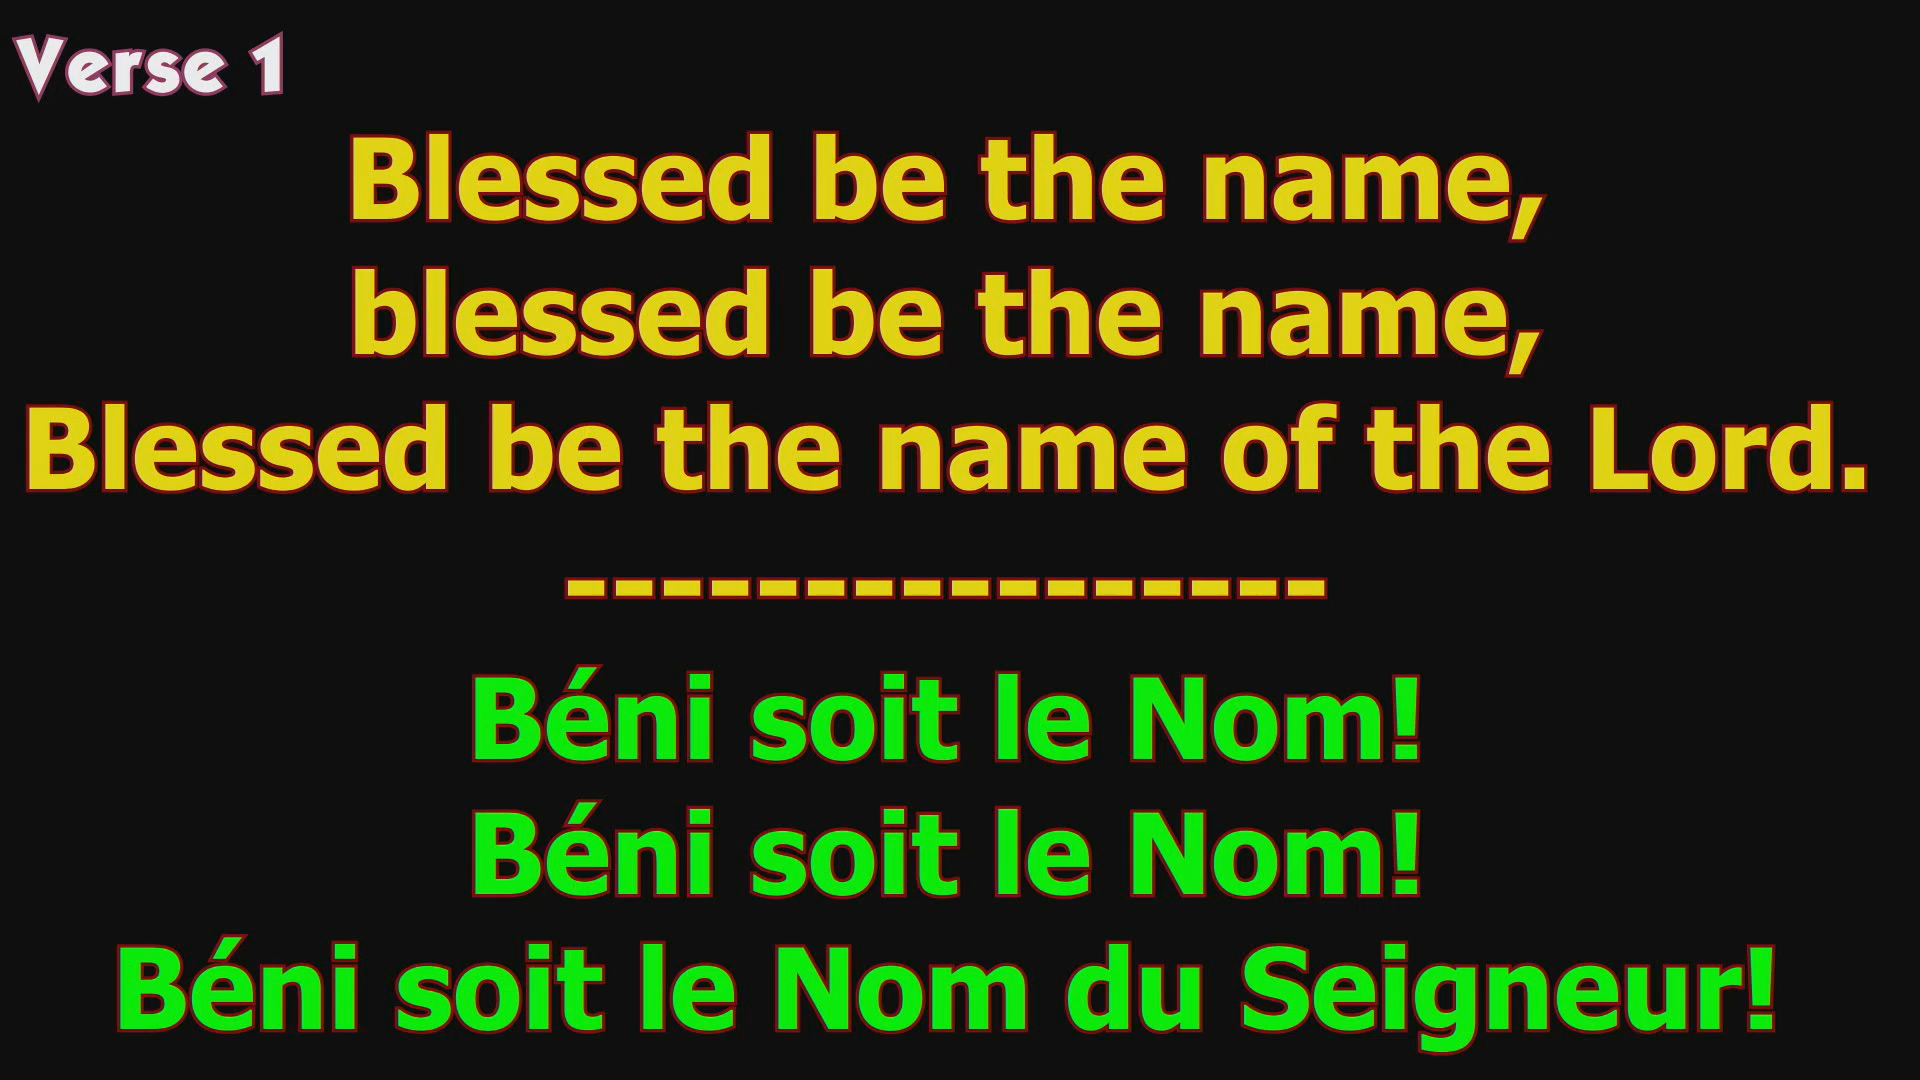 Verse 1
Blessed be the name,
blessed be the name,
Blessed be the name of the Lord.
----------------
Béni soit le Nom!
Béni soit le Nom!
Béni soit le Nom du Seigneur!